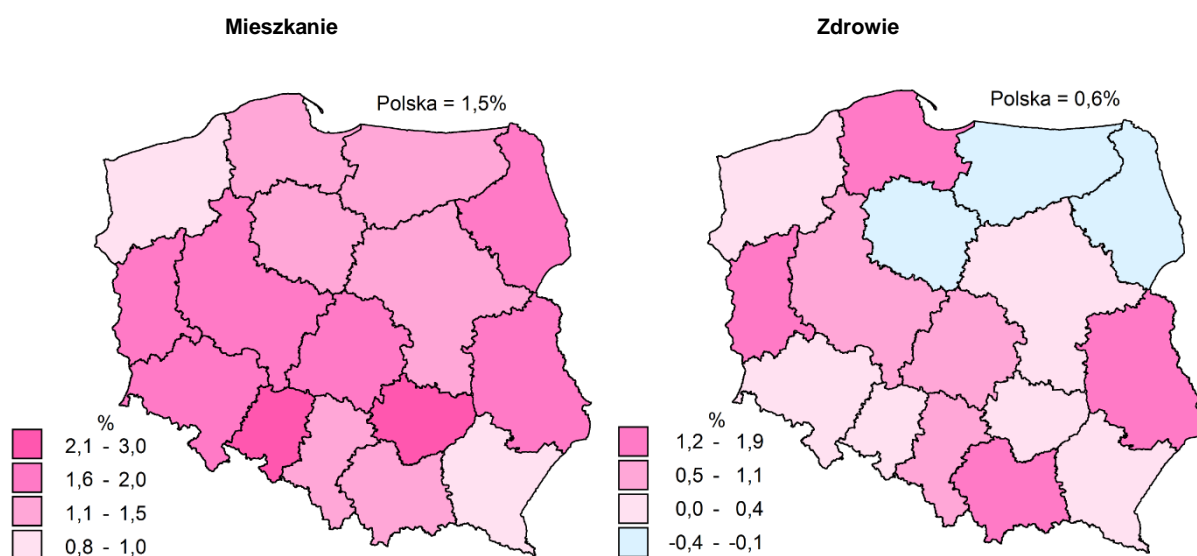 Mieszkanie
Polska = 1,5%
%
2,1 - 3,0
1,6 - 2,0
1,1 - 1,5
0,8 - 1,0
Zdrowie
Polska = 0,6%
%
1,2 - 1,9
0,5 - 1,1
0,0 - 0,4
-0,4 - -0,1